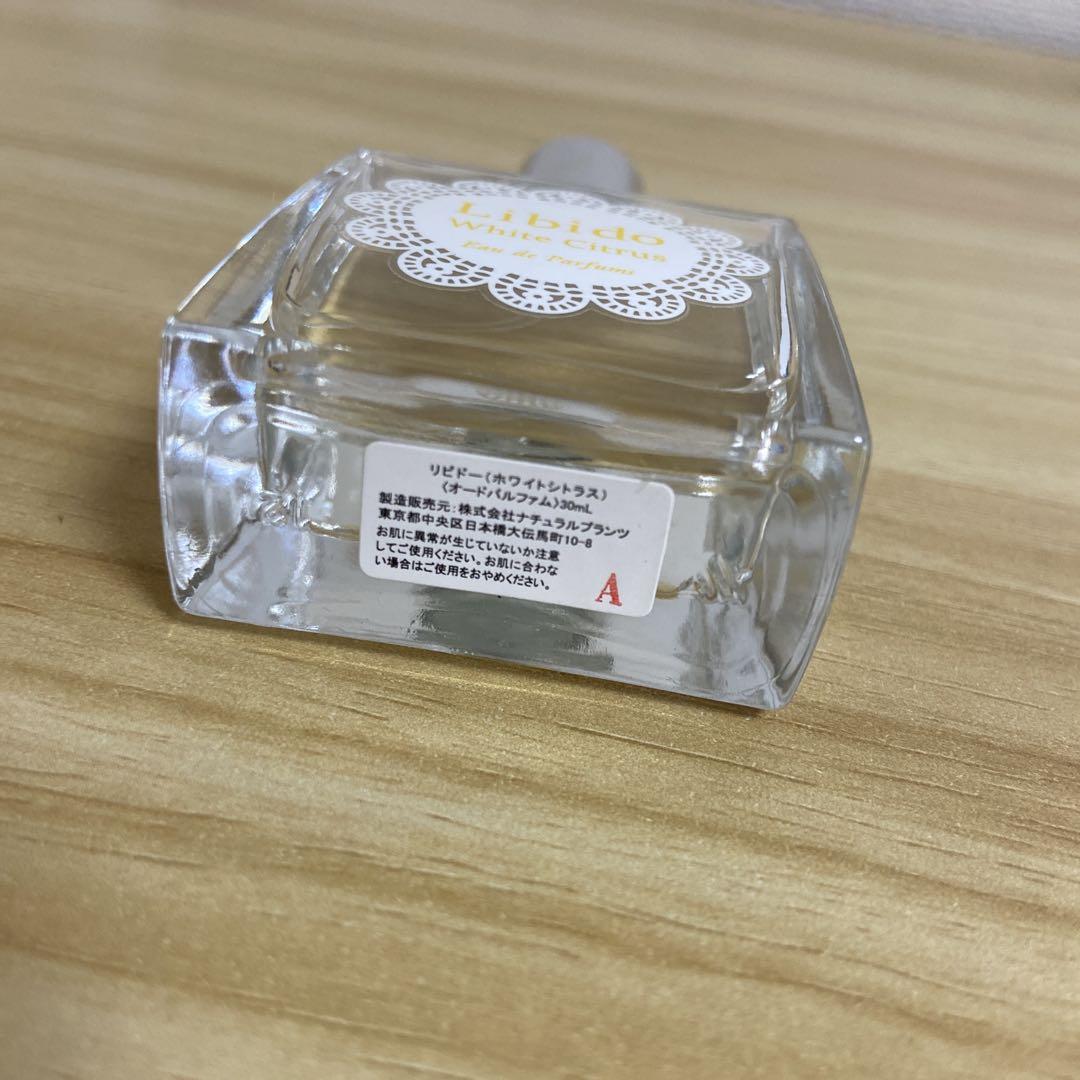 Libido
White Citrus
Eau de Parfums
リビドー(ホワイトシトラス)
(オードパルファム)30mL
製造販売元:株式会社ナチュラルプランツ
東京都中央区日本橋大伝馬町10-8
お肌に異常が生じていないか注意
してご使用ください。お肌に合わな
い場合はご使用をおやめください。
A